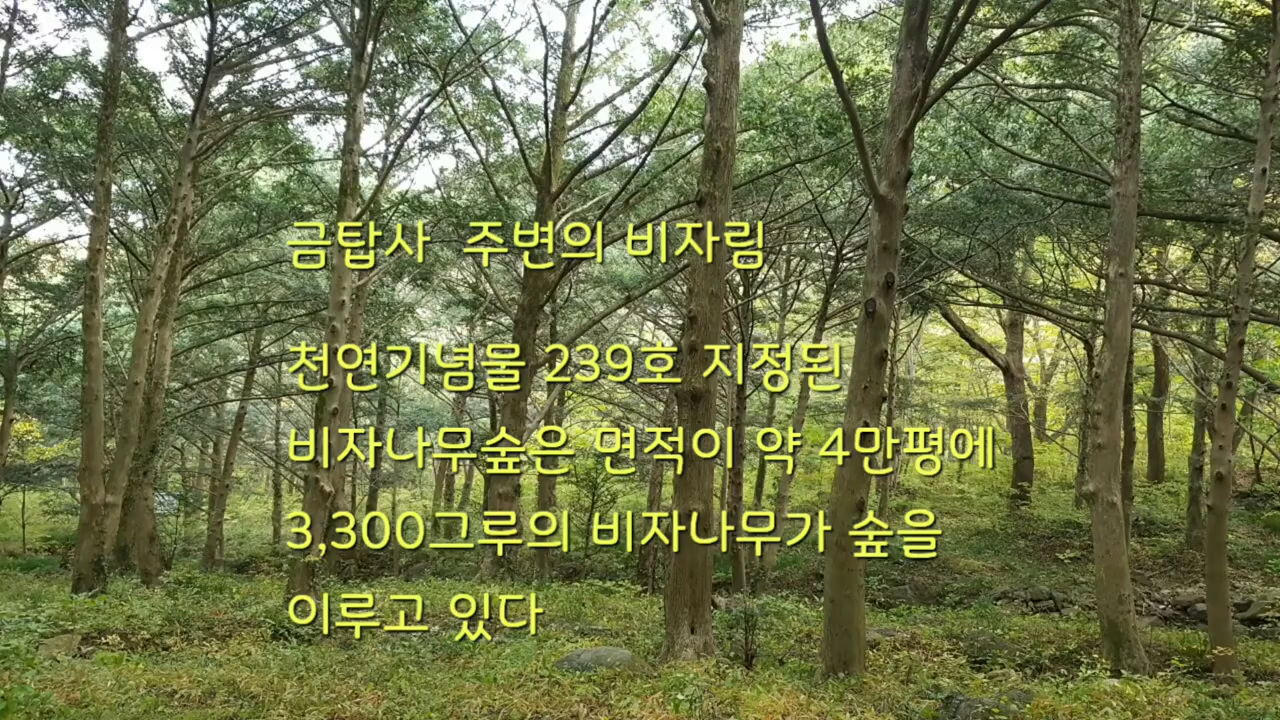 금탑사 주변의 비자림
천연기념물 239호 지정된
비자나무숲은 면적이 약 4만평에
3,300그루의 비자나무가 숲을
이루고 있다